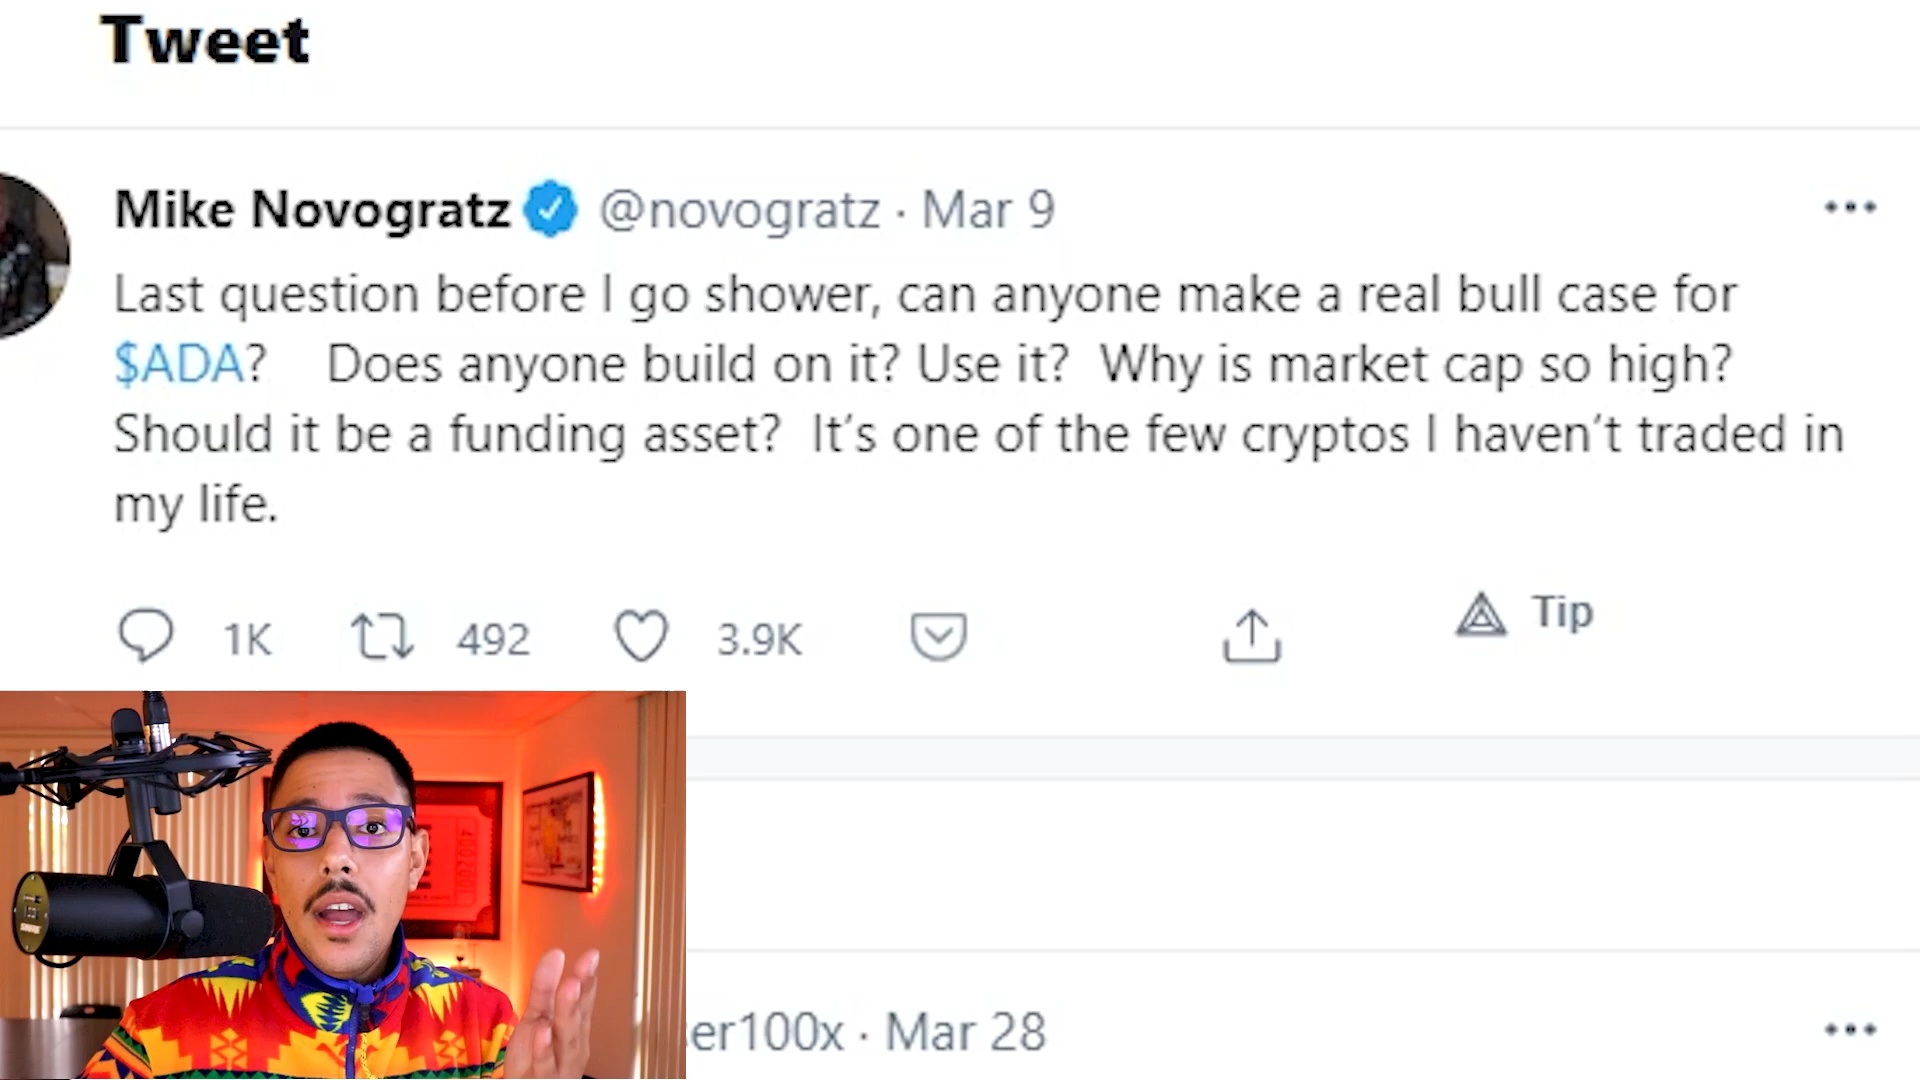 Tweet
Mike Novogratz @novogratz · Mar 9
Last question before I go shower, can anyone make a real bull case for
$ADA? Does anyone build on it? Use it? Why is market cap so high?
Should it be a funding asset? It's one of the few cryptos I haven't traded in
my life.
1K 492 3.9K Tip
er100x · Mar 28